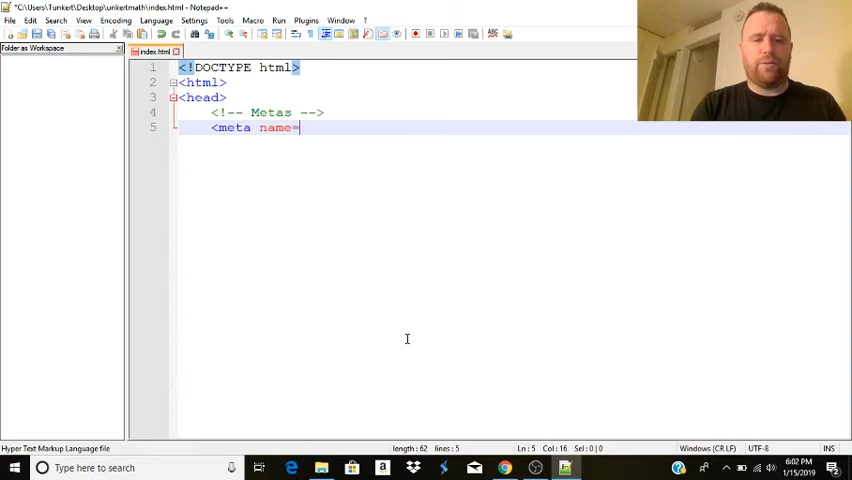 *C:\Users\Tunkert\Desktop\unkertmath\index.html - Notepad++
File Edit Search View Encoding Language Settings Tools Macro Run Plugins Window ?
Folder as Workspace
index.html
1 <!DOCTYPE html>
2 <html>
3 <head>
4 <!-- Metas -->
5 <meta name=
Hyper Text Markup Language file length : 62 lines : 5 Ln : 5 Col : 16 Sel : 0 | 0 Windows (CR LF) UTF-8 INS
Type here to search
6:02 PM
1/15/2019